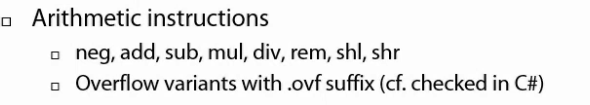 Arithmetic instructions
neg, add, sub, mul, div, rem, shl, shr
Overflow variants with .ovf suffix (cf. checked in C#)